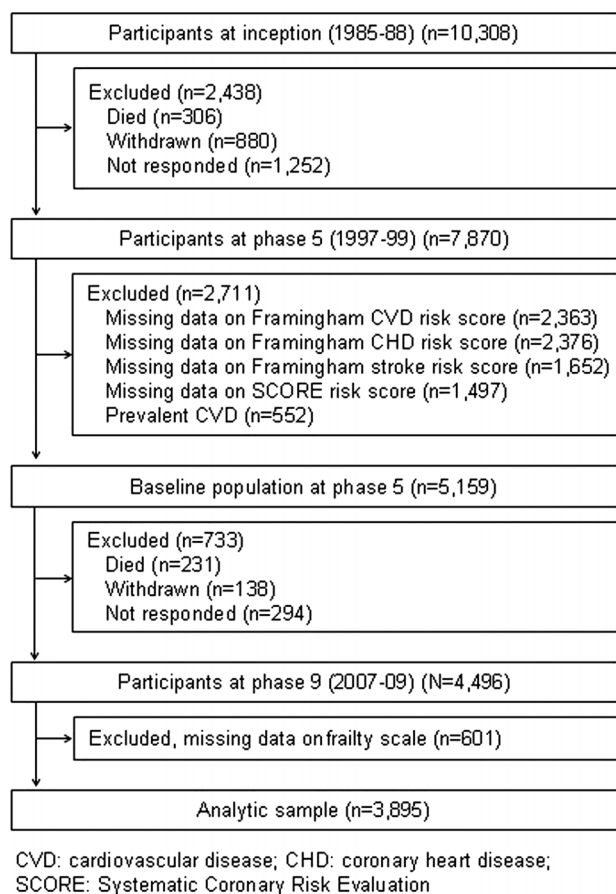 Participants at inception (1985-88) (n=10,308)
Excluded (n=2,438)
Died (n=306)
Withdrawn (n=880)
Not responded (n=1,252)
Participants at phase 5 (1997-99) (n=7,870)
Excluded (n=2,711)
Missing data on Framingham CVD risk score (n=2,363)
Missing data on Framingham CHD risk score (n=2,376)
Missing data on Framingham stroke risk score (n=1,652)
Missing data on SCORE risk score (n=1,497)
Prevalent CVD (n=552)
Baseline population at phase 5 (n=5,159)
Excluded (n=733)
Died (n=231)
Withdrawn (n=138)
Not responded (n=294)
Participants at phase 9 (2007-09) (N=4,496)
Excluded, missing data onfrailty scale (n=601)
Analytic sample (n=3,895)
CVD: cardiovascular disease; CHD: coronary heart disease;
SCORE: Systematic Coronary Risk Evaluation